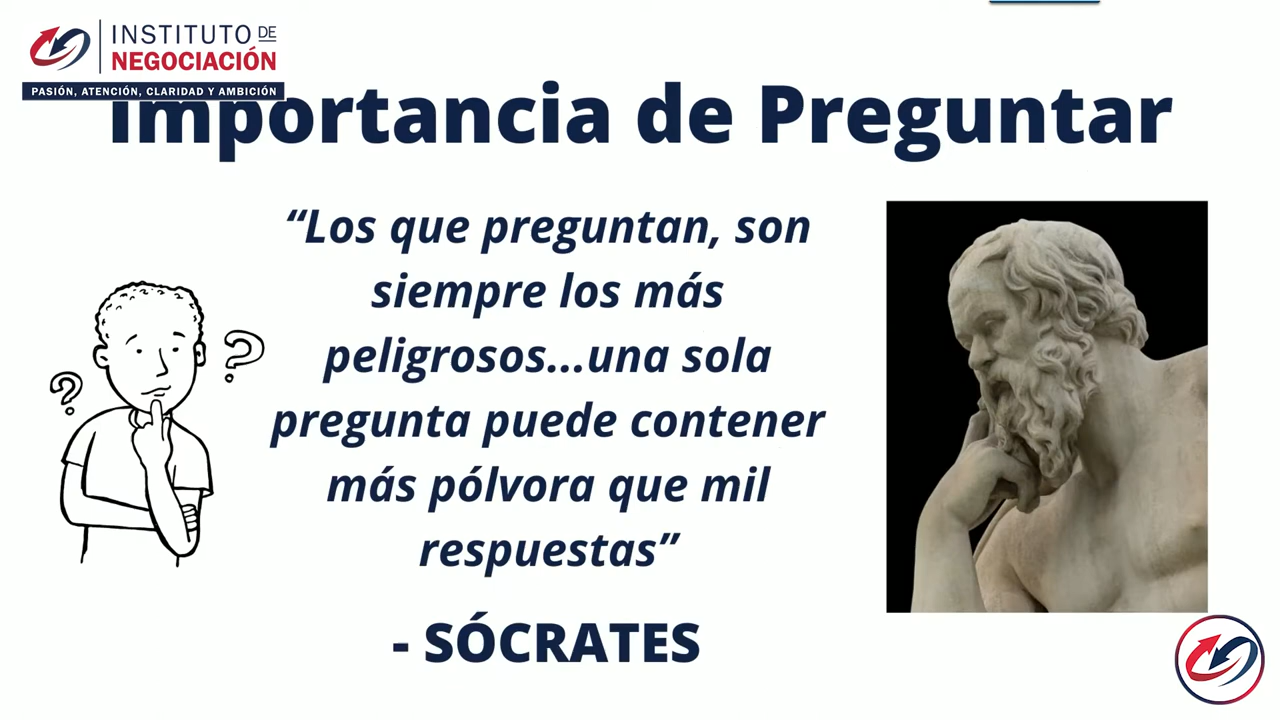 INSTITUTO DE
NEGOCIACIÓN
PASIÓN, ATENCIÓN, CLARIDAD Y AMBICIÓN
Importancia de Preguntar
“Los que preguntan, son
siempre los más
peligrosos...una sola
pregunta puede contener
más pólvora que mil
respuestas”
- SÓCRATES